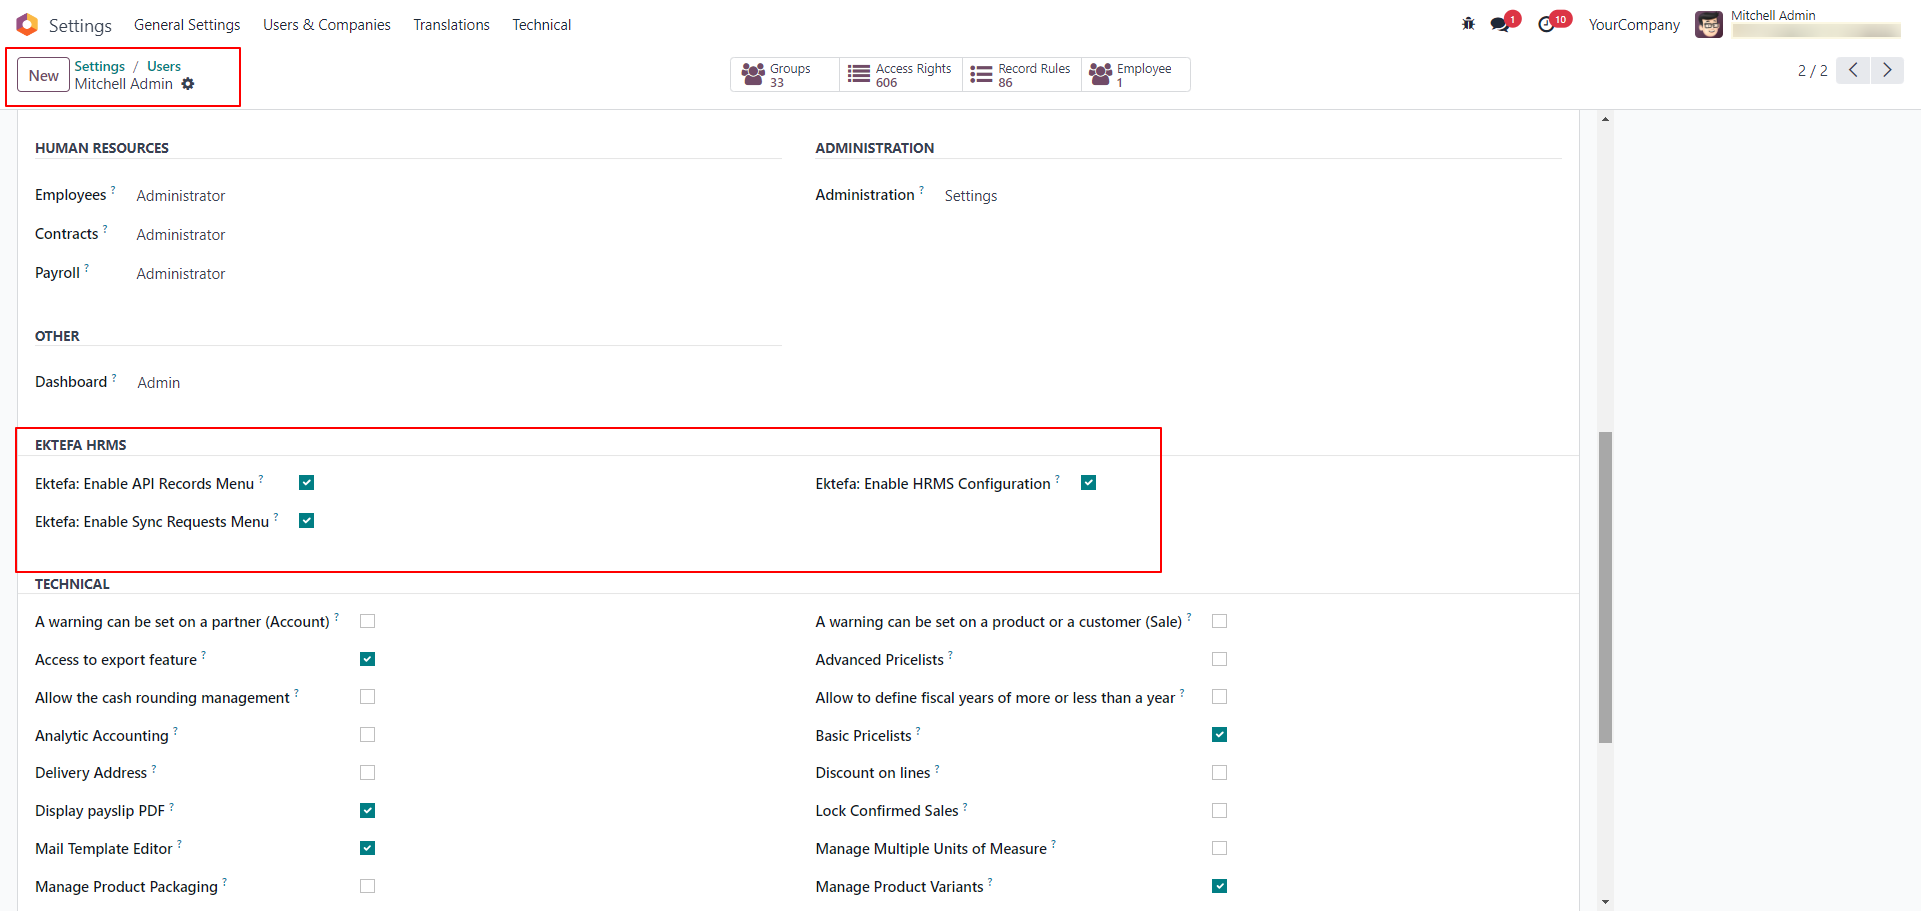 Settings General Settings Users & Companies Translations Technical 1 10 YourCompany Mitchell Admin
New Settings / Users
Mitchell Admin
Groups 33 Access Rights 606 Record Rules 86 Employee 1 2 / 2
HUMAN RESOURCES ADMINISTRATION
Employees ? Administrator Administration ? Settings
Contracts ? Administrator
Payroll ? Administrator
OTHER
Dashboard ? Admin
EKTEFA HRMS
Ektefa: Enable API Records Menu ? Ektefa: Enable HRMS Configuration ?
Ektefa: Enable Sync Requests Menu ?
TECHNICAL
A warning can be set on a partner (Account) ? A warning can be set on a product or a customer (Sale) ?
Access to export feature ? Advanced Pricelists ?
Allow the cash rounding management ? Allow to define fiscal years of more or less than a year ?
Analytic Accounting ? Basic Pricelists ?
Delivery Address ? Discount on lines ?
Display payslip PDF ? Lock Confirmed Sales ?
Mail Template Editor ? Manage Multiple Units of Measure ?
Manage Product Packaging ? Manage Product Variants ?